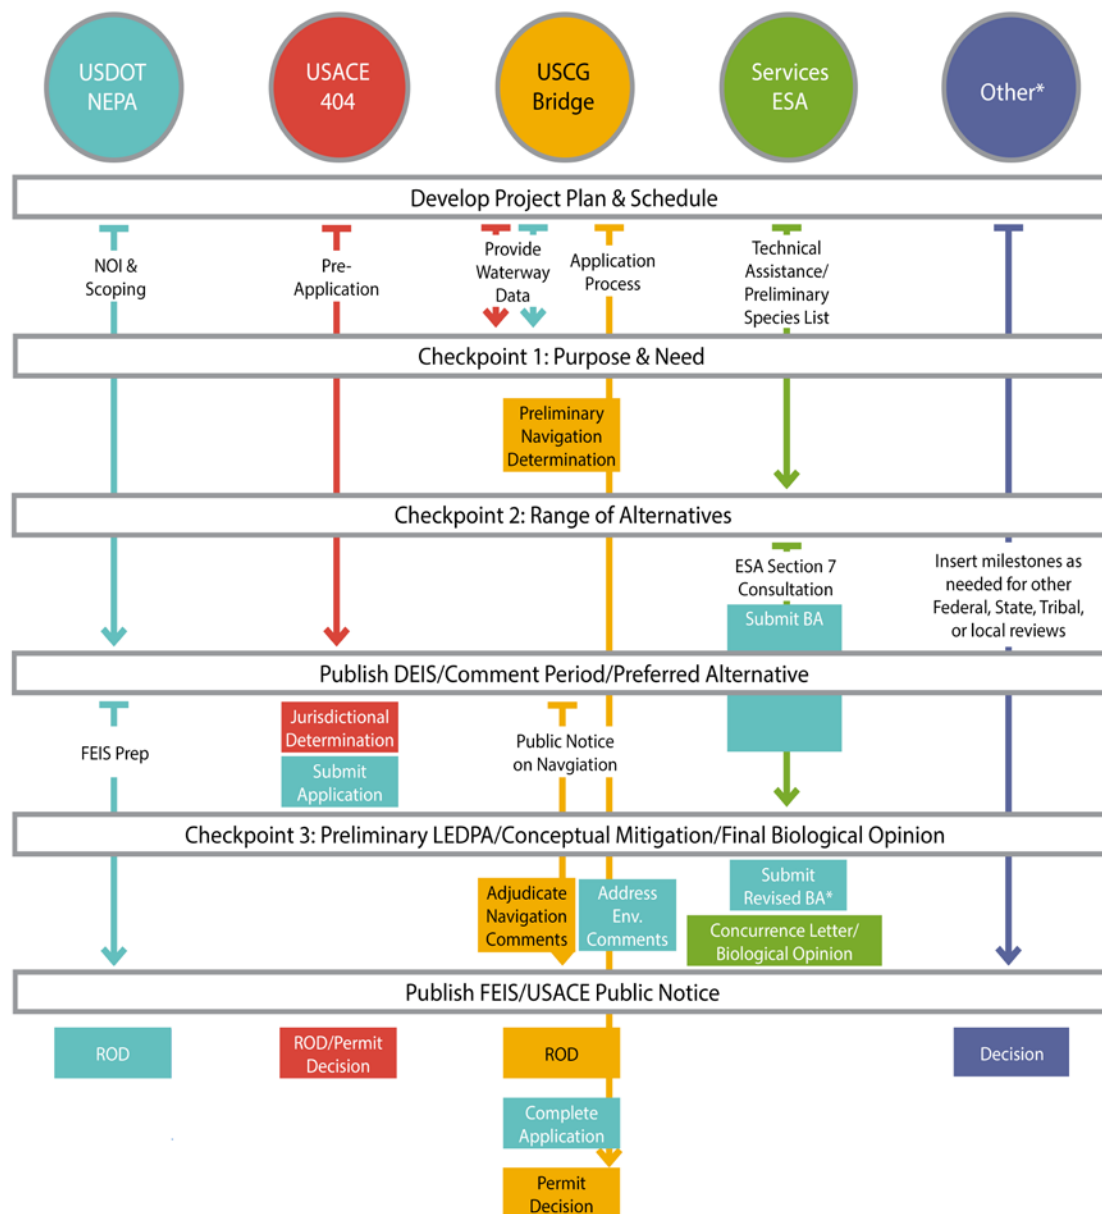 USDOT
NEPA
USACE
404
USCG
Bridge
Services
ESA
Other*
Develop Project Plan & Schedule
NOI &
Scoping
Pre-
Application
Provide
Waterway
Data
Application
Process
Technical
Assistance/
Preliminary
Species List
Checkpoint 1: Purpose & Need
Preliminary
Navigation
Determination
Checkpoint 2: Range of Alternatives
ESA Section 7
Consultation
Submit BA
Insert milestones as
needed for other
Federal, State, Tribal,
or local reviews
Publish DEIS/Comment Period/Preferred Alternative
FEIS Prep
Jurisdictional
Determination
Submit
Application
Public Notice
on Navgiation
Checkpoint 3: Preliminary LEDPA/Conceptual Mitigation/Final Biological Opinion
Adjudicate
Navigation
Comments
Address
Env.
Comments
Submit
Revised BA*
Concurrence Letter/
Biological Opinion
Publish FEIS/USACE Public Notice
ROD
ROD/Permit
Decision
ROD
Decision
Complete
Application
Permit
Decision